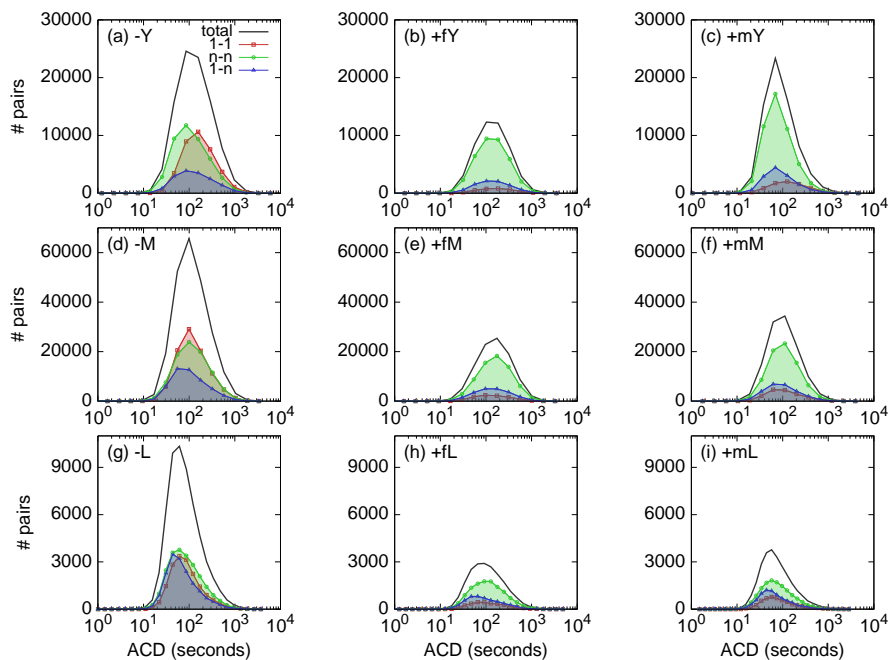 (a) -Y
total
1-1
n-n
1-n
(b) +fY
(c) +mY
# pairs
30000
20000
10000
0
30000
20000
10000
0
30000
20000
10000
0
10^0 10^1 10^2 10^3 10^4
10^0 10^1 10^2 10^3 10^4
10^0 10^1 10^2 10^3 10^4
(d) -M
(e) +fM
(f) +mM
# pairs
60000
40000
20000
0
60000
40000
20000
0
60000
40000
20000
0
10^0 10^1 10^2 10^3 10^4
10^0 10^1 10^2 10^3 10^4
10^0 10^1 10^2 10^3 10^4
(g) -L
(h) +fL
(i) +mL
# pairs
9000
6000
3000
0
9000
6000
3000
0
9000
6000
3000
0
10^0 10^1 10^2 10^3 10^4
10^0 10^1 10^2 10^3 10^4
10^0 10^1 10^2 10^3 10^4
ACD (seconds)
ACD (seconds)
ACD (seconds)